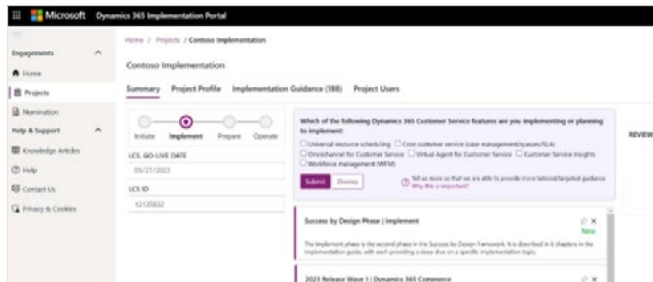 Microsoft Dynamics 365 Implementation Portal
Home / Projects / Contoso Implementation
Engagements
Home
Projects
Nomination
Help & Support
Knowledge Articles
Help
Contact Us
Privacy & Cookies
Contoso Implementation
Summary Project Profile Implementation Guidance (188) Project Users
Initiate Implement Prepare Operate
LCS GO-LIVE DATE
05/27/2023
LCS ID
Which of the following Dynamics 365 Customer Service features are you implementing or planning
to implement:
Universal resource scheduling Core customer service (case management/queues/SLA)
Omnichannel for Customer Service Virtual Agent for Customer Service Customer Service Insights
Workforce management (WFM)
Submit Dismiss
Tell us more so that we are able to provide more tailored/targeted guidance
Why this is important?
REVIEW
Success by Design Phase | Implement
New
The Implement phase is the second phase in the Success by Design framework. It is described in 8 chapters in the
implementation guide, with each providing a deep dive on a specific implementation topic.
2023 Release Wave 1 | Dynamics 365 Commerce